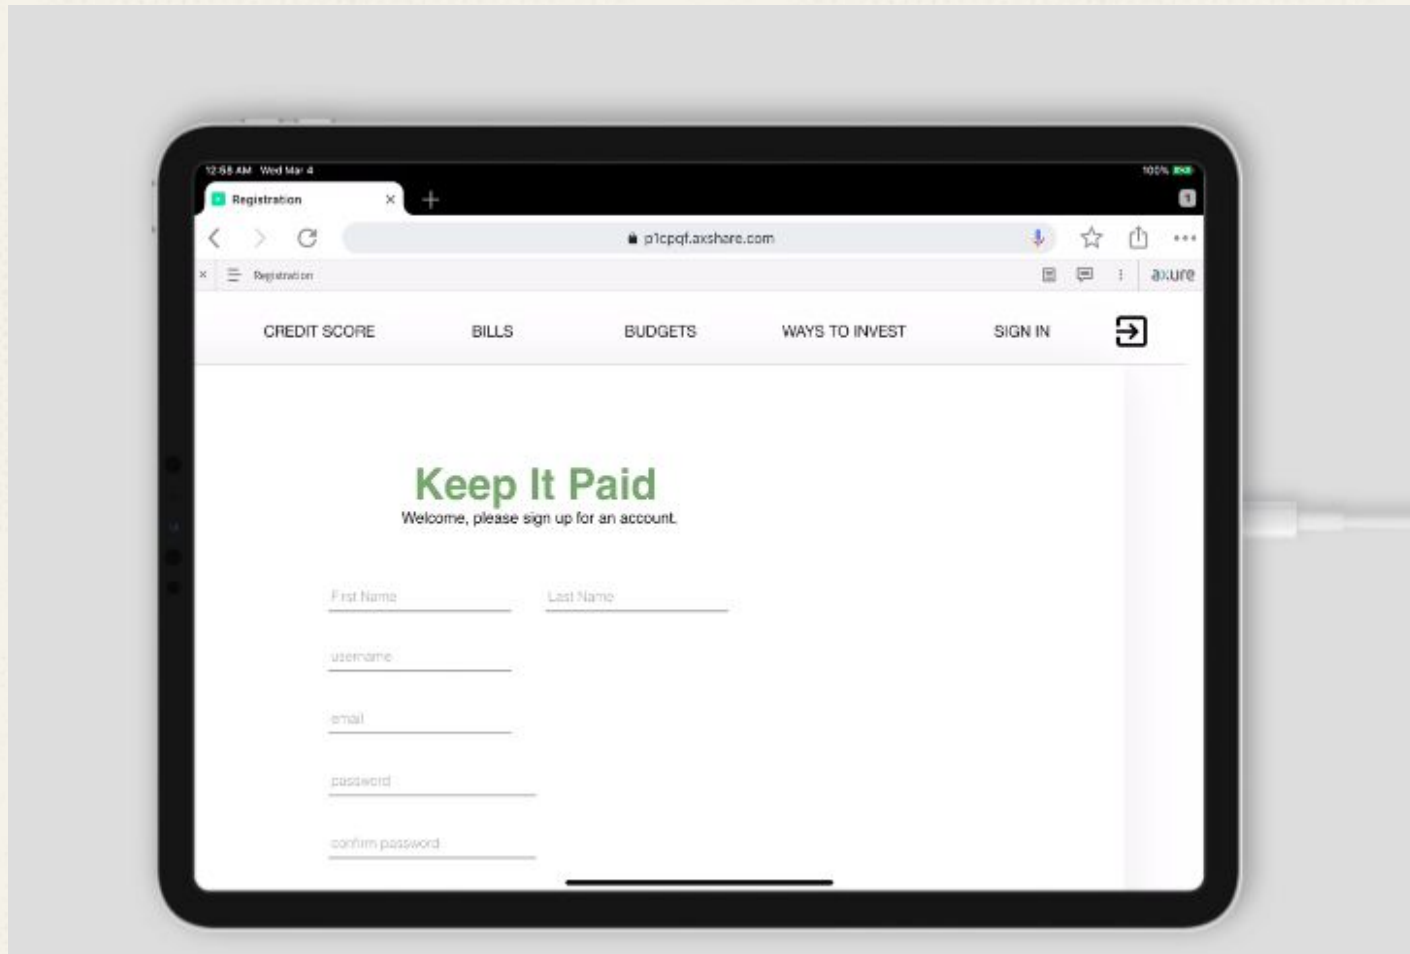 12:58 AM Wed Mar 4
100%
Registration
1
p1cpqf.axshare.com
Registration
axure
CREDIT SCORE BILLS BUDGETS WAYS TO INVEST SIGN IN
Keep It Paid
Welcome, please sign up for an account.
First Name Last Name
username
email
password
confirm password